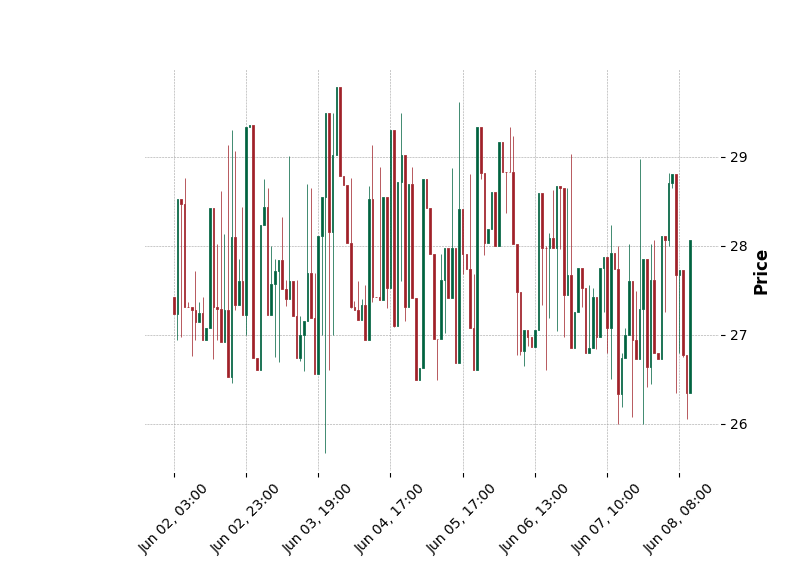 29
28
27
26
Price
Jun 02, 03:00
Jun 02, 23:00
Jun 03, 19:00
Jun 04, 17:00
Jun 05, 17:00
Jun 06, 13:00
Jun 07, 10:00
Jun 08, 08:00